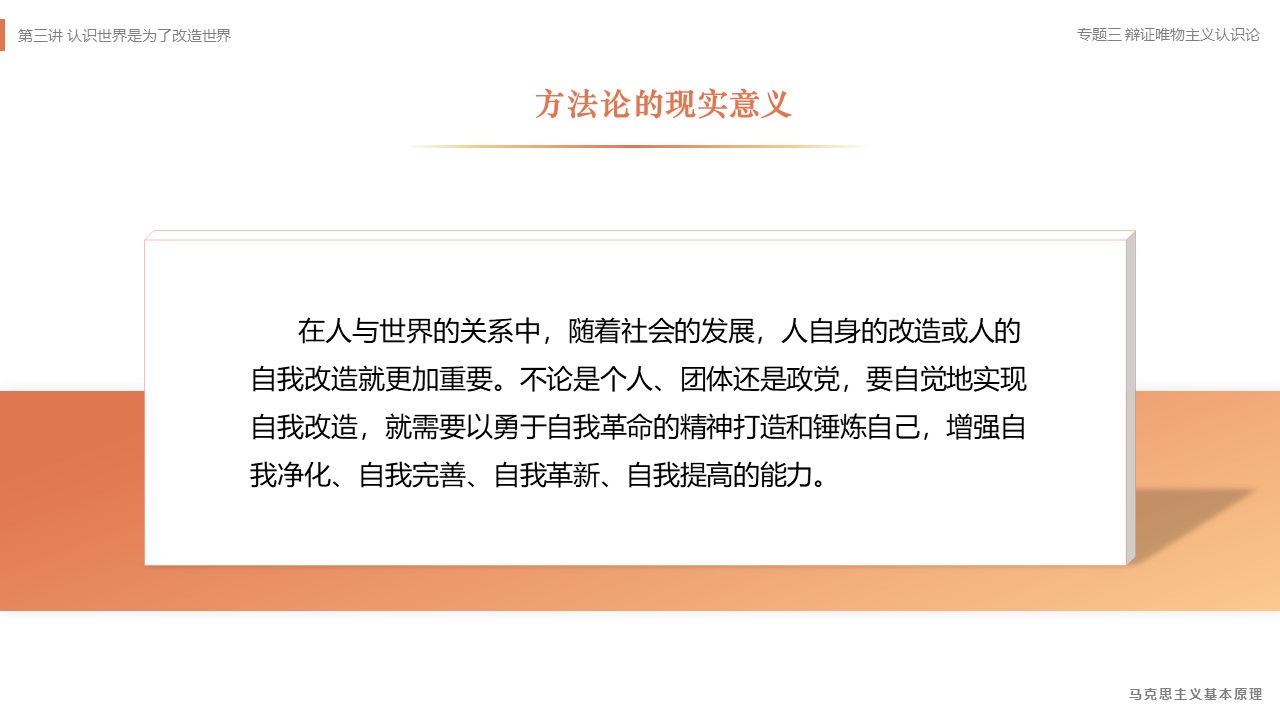 第三讲 认识世界是为了改造世界
专题三 辩证唯物主义认识论
方法论的现实意义
在人与世界的关系中，随着社会的发展，人自身的改造或人的
自我改造就更加重要。不论是个人、团体还是政党，要自觉地实现
自我改造，就需要以勇于自我革命的精神打造和锤炼自己，增强自
我净化、自我完善、自我革新、自我提高的能力。
马克思主义基本原理